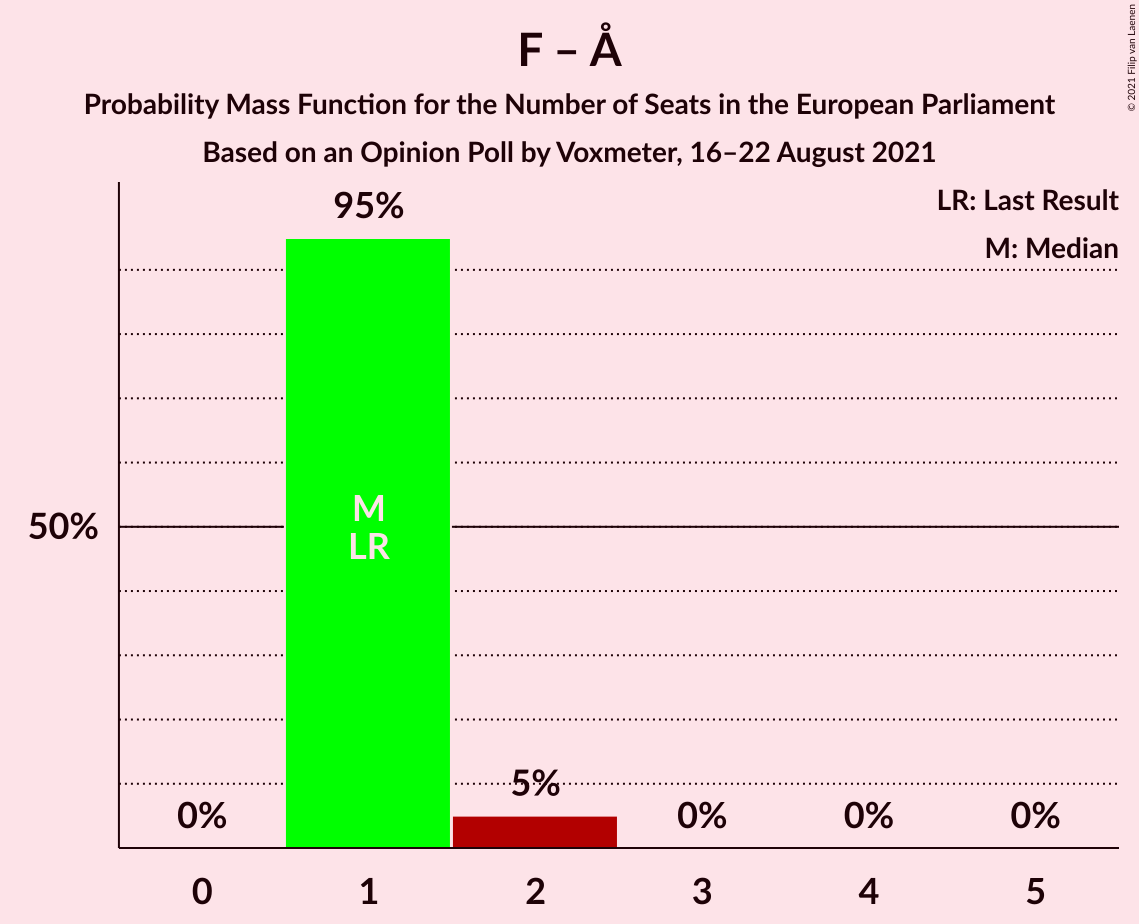 F – Å
Probability Mass Function for the Number of Seats in the European Parliament
Based on an Opinion Poll by Voxmeter, 16–22 August 2021
© 2021 Filip van Laenen
LR: Last Result
M: Median
95%
50%
M
LR
5%
0%
0%
0%
0%
0 1 2 3 4 5